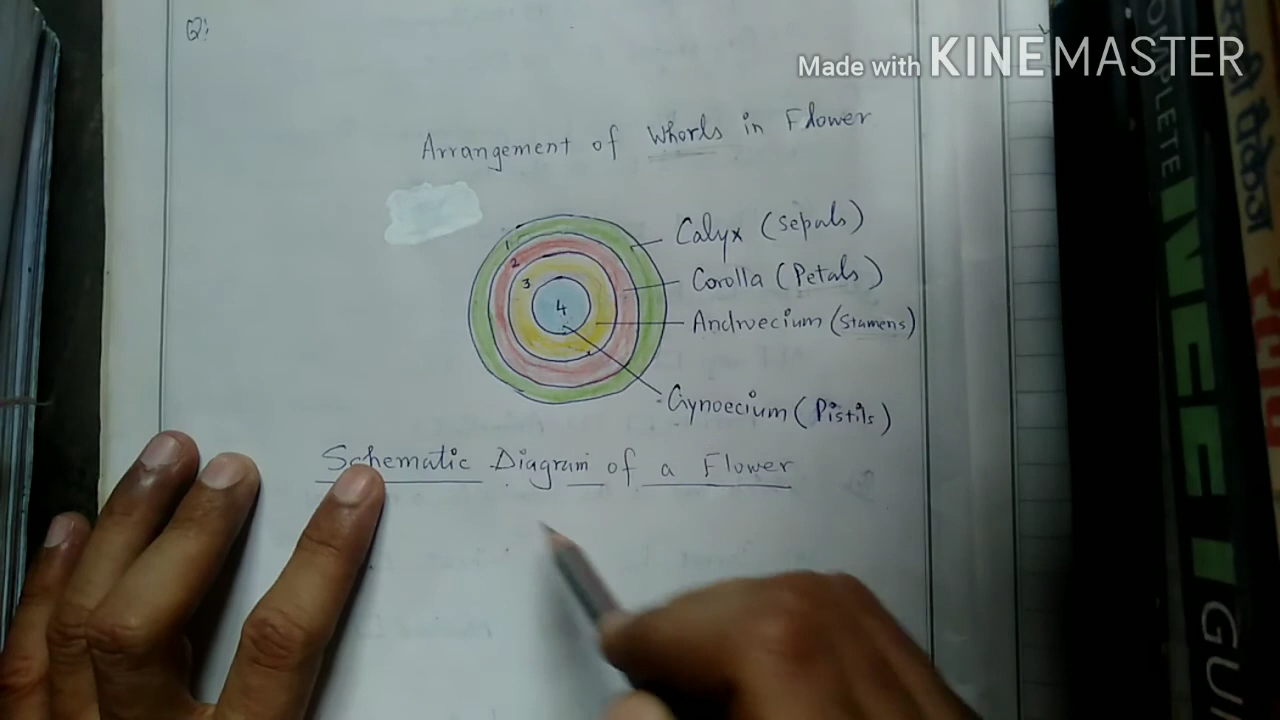 Q:
Made with KINEMASTER
Arrangement of Whorls in Flower
1
2
3
4
Calyx (Sepals)
Corolla (Petals)
Androecium (Stamens)
Gynoecium (Pistils)
Schematic Diagram of a Flower
NEET